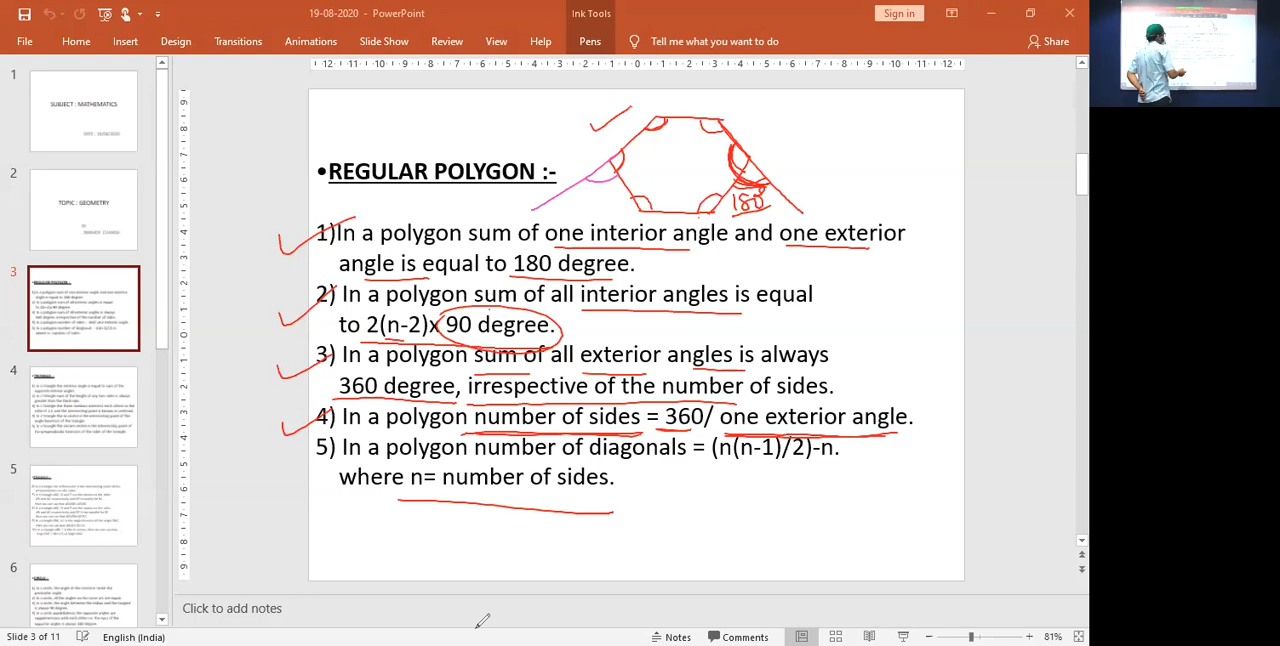 19-08-2020 - PowerPoint
Ink Tools
Sign in
File Home Insert Design Transitions Animations Slide Show Review View Help Pens Tell me what you want to do Share
1
SUBJECT : MATHEMATICS
2
TOPIC : GEOMETRY
3
4
5
6
•REGULAR POLYGON :-
180°
1)In a polygon sum of one interior angle and one exterior
angle is equal to 180 degree.
2) In a polygon sum of all interior angles is equal
to 2(n-2)x 90 degree.
3) In a polygon sum of all exterior angles is always
360 degree, irrespective of the number of sides.
4) In a polygon number of sides = 360/ one exterior angle.
5) In a polygon number of diagonals = (n(n-1)/2)-n.
where n= number of sides.
Click to add notes
Slide 3 of 11 English (India) Notes Comments 81%